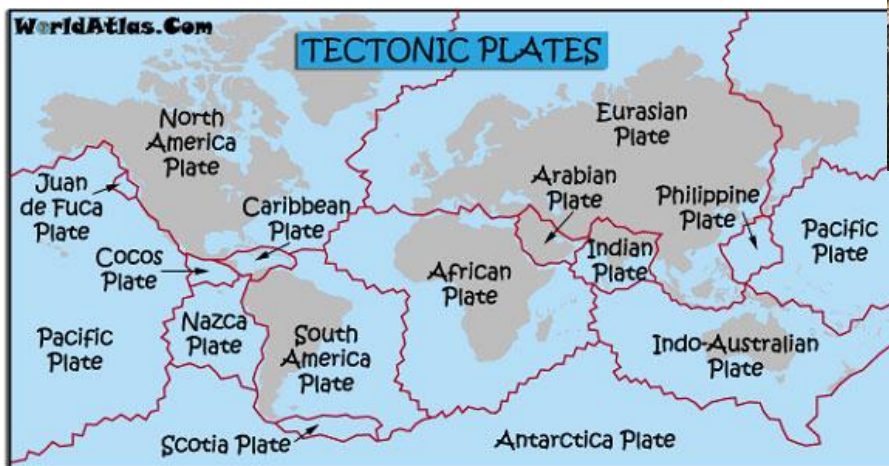 WorldAtlas.Com
TECTONIC PLATES
North
America
Plate
Eurasian
Plate
Juan
de Fuca
Plate
Caribbean
Plate
Arabian
Plate
Philippine
Plate
Pacific
Plate
Cocos
Plate
African
Plate
Indian
Plate
Pacific
Plate
Nazca
Plate
South
America
Plate
Indo-Australian
Plate
Scotia Plate
Antarctica Plate